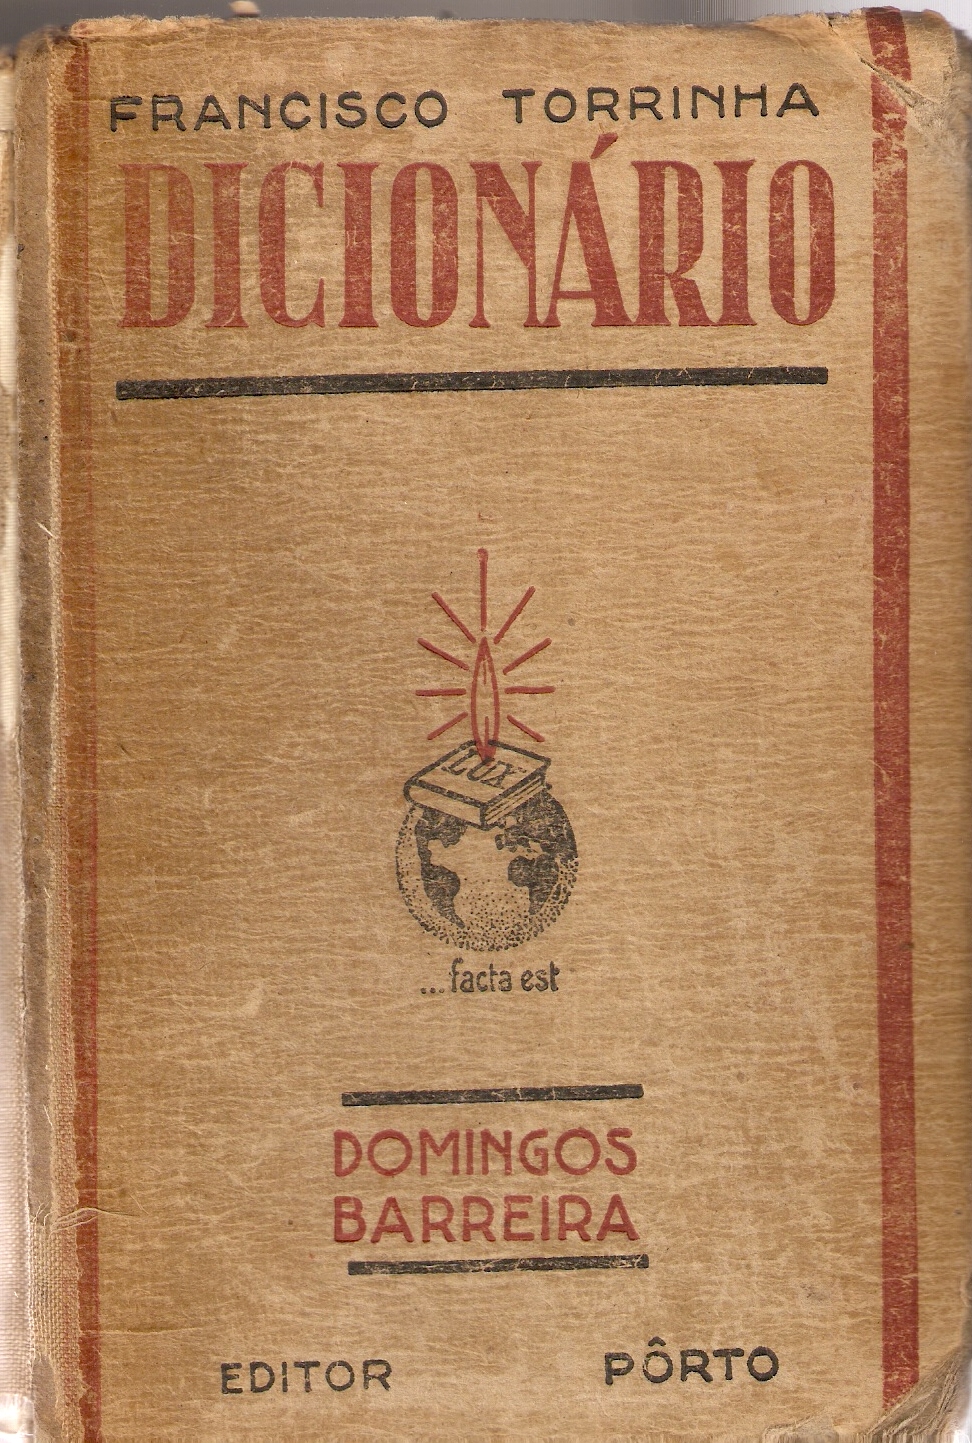 FRANCISCO TORRINHA
DICIONÁRIO
LUX
...facta est
DOMINGOS
BARREIRA
EDITOR PÔRTO